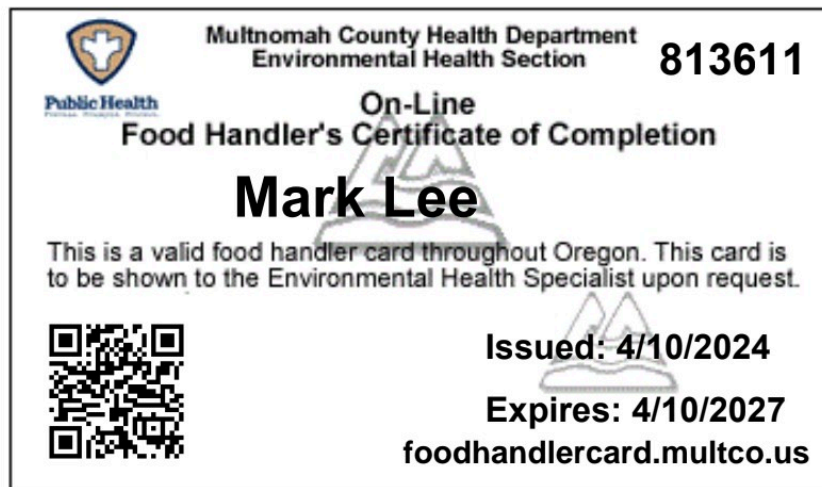 Multnomah County Health Department
Environmental Health Section
813611
Public Health
On-Line
Food Handler's Certificate of Completion
Mark Lee
This is a valid food handler card throughout Oregon. This card is
to be shown to the Environmental Health Specialist upon request.
Issued: 4/10/2024
Expires: 4/10/2027
foodhandlercard.multco.us